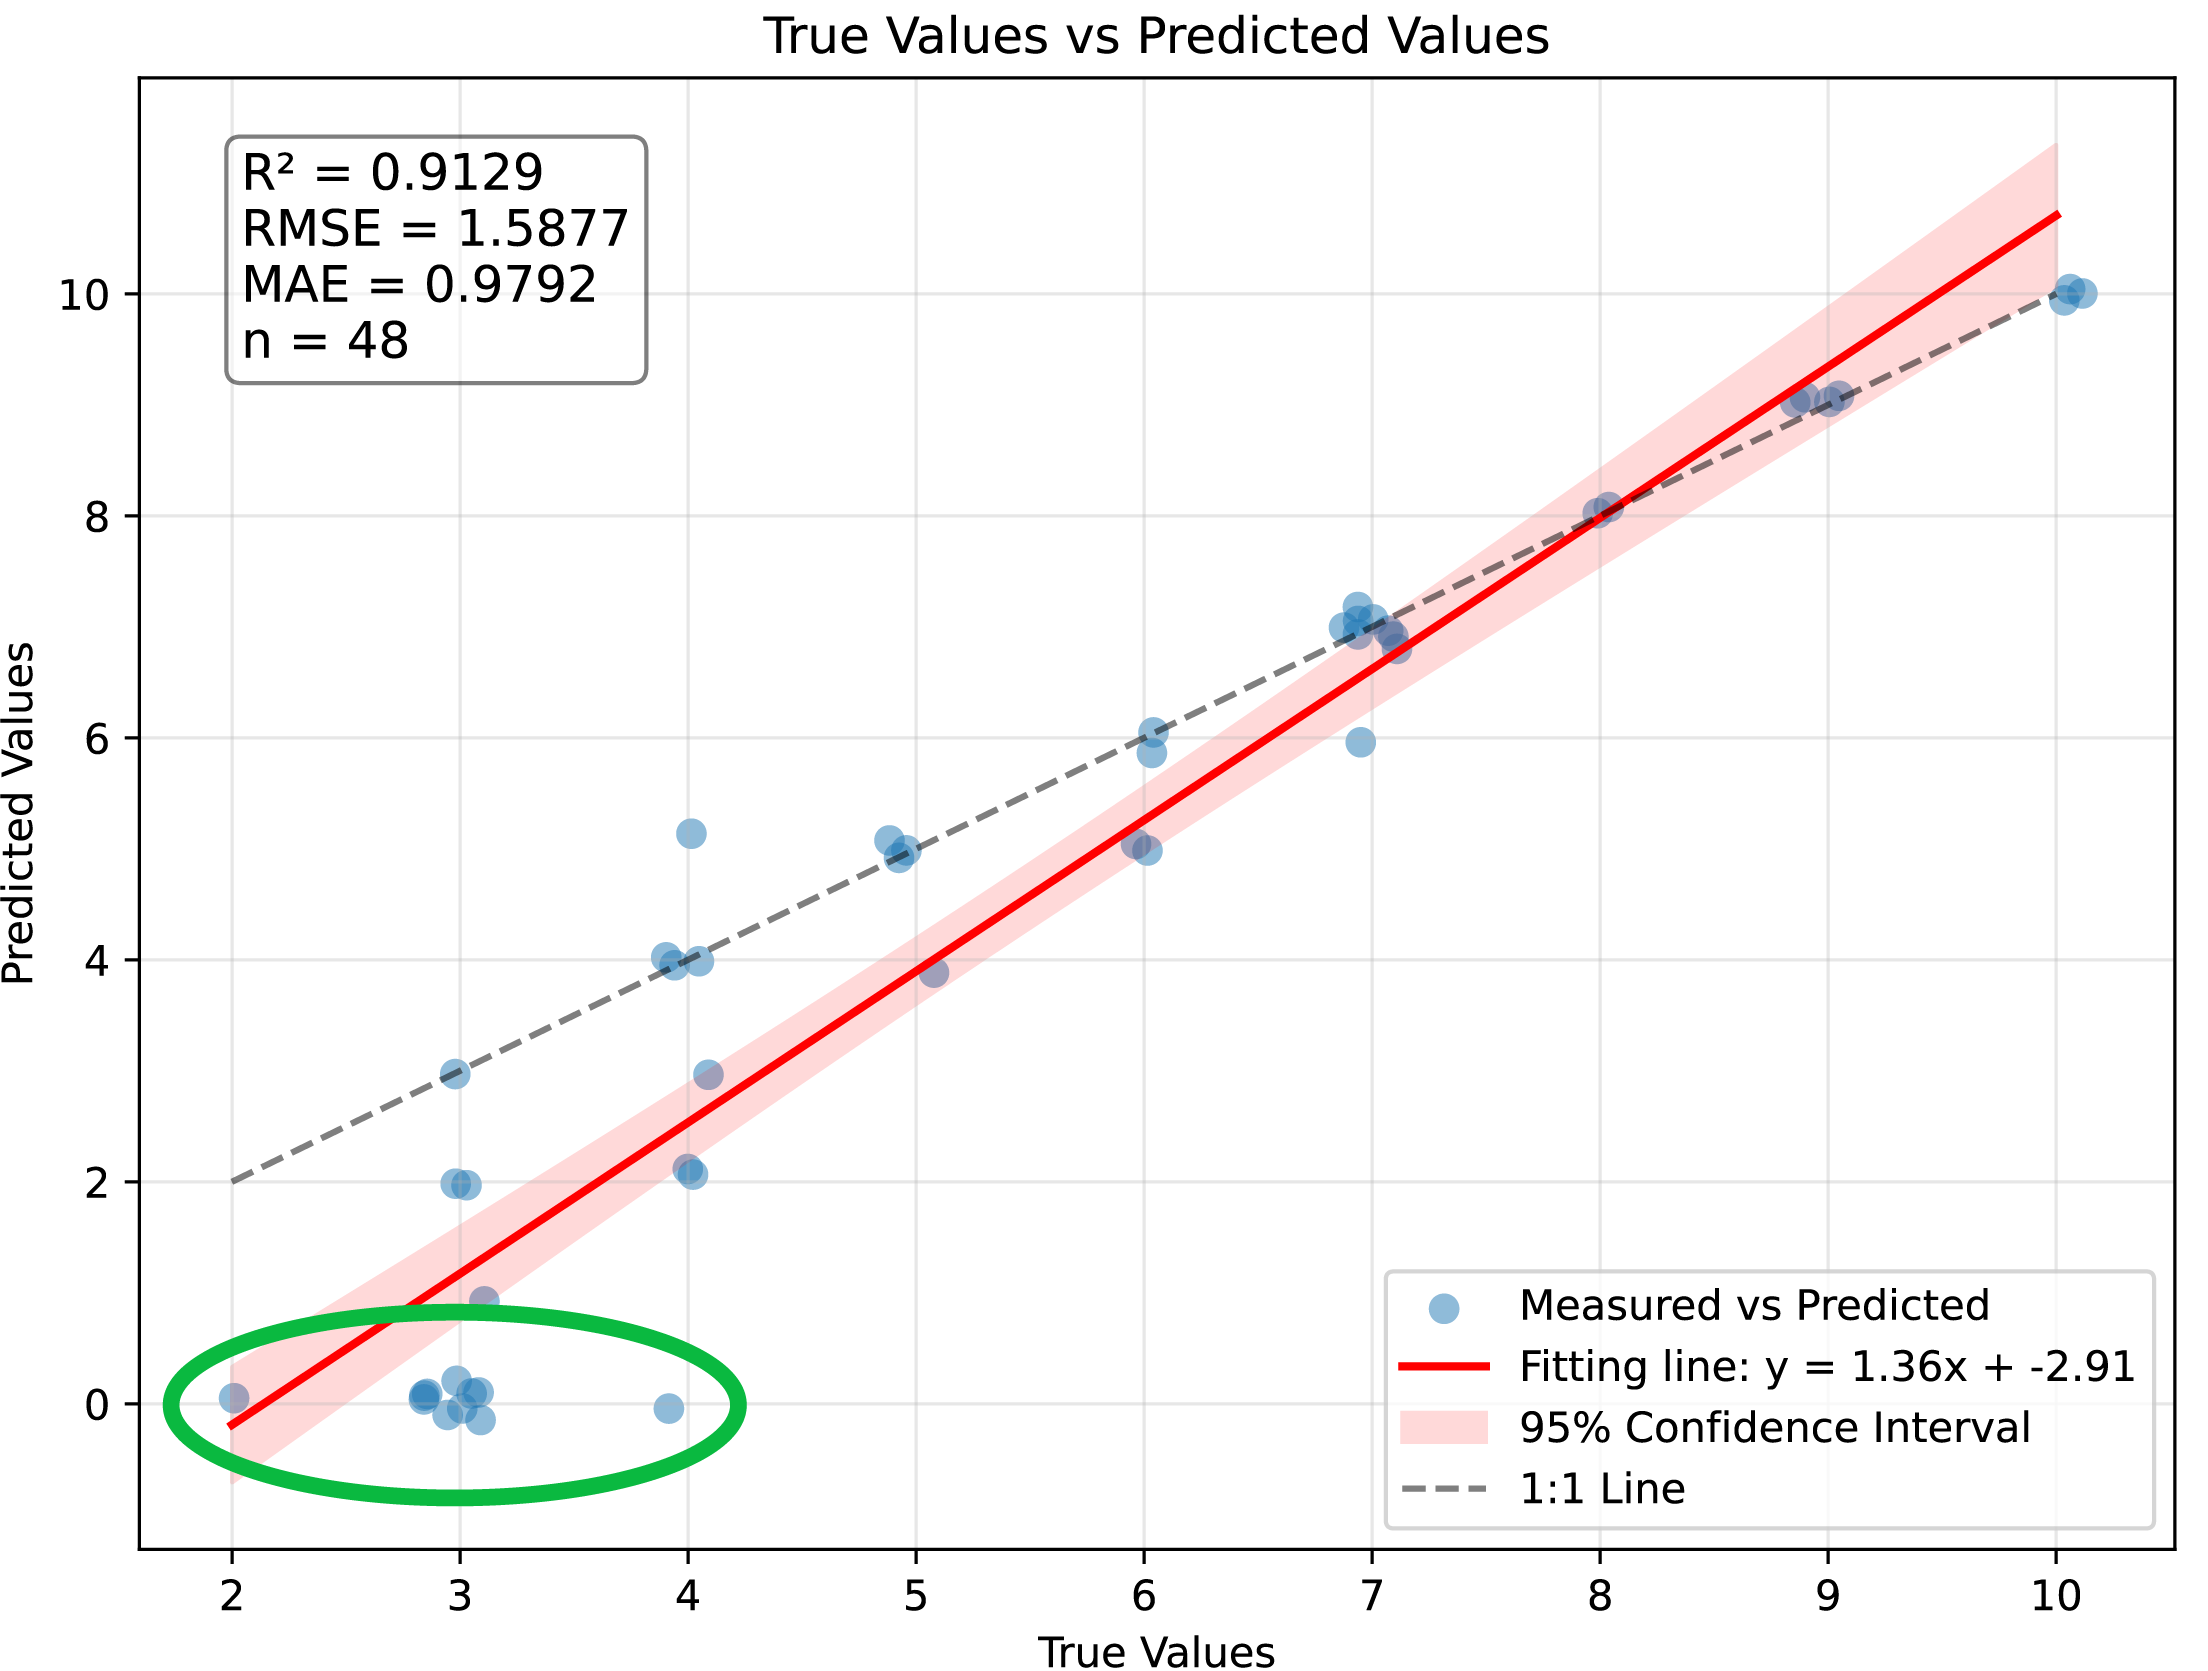 True Values vs Predicted Values
R² = 0.9129
RMSE = 1.5877
MAE = 0.9792
n = 48
Predicted Values
10
8
6
4
2
0
Measured vs Predicted
Fitting line: y = 1.36x + -2.91
95% Confidence Interval
1:1 Line
2 3 4 5 6 7 8 9 10
True Values